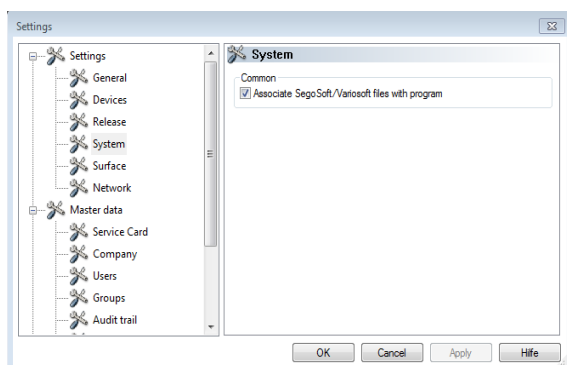 Settings
Settings
General
Devices
Release
System
Surface
Network
Master data
Service Card
Company
Users
Groups
Audit trail
System
Common
Associate SegoSoft/Variosoft files with program
OK
Cancel
Apply
Hilfe